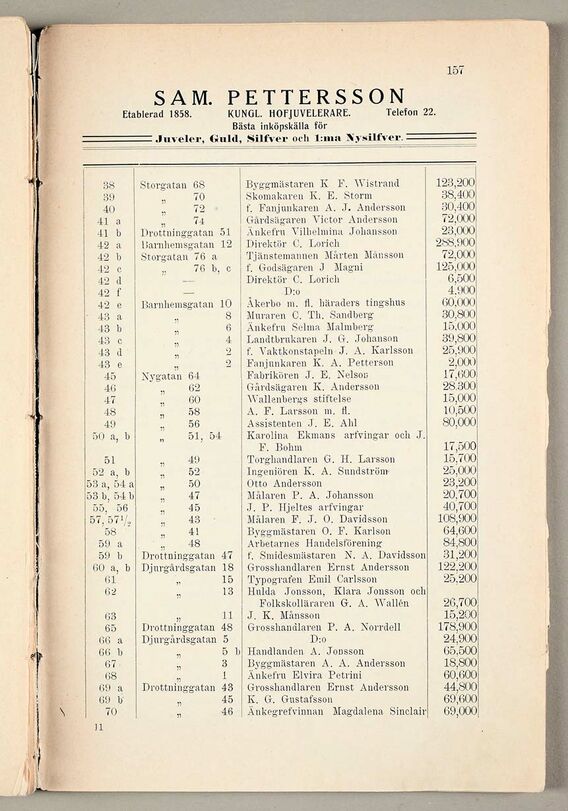 157
SAM. PETTERSSON
Etablerad 1858. KUNGL. HOFJUVELERARE. Telefon 22.
Bästa inköpskälla för
Juveler, Guld, Silfver och 1:ma Nysilfver.
38 Storgatan 68 Byggmästaren K F. Wistrand 123,200
39 „ 70 Skomakaren K. E. Storm 38,400
40 „ 72 f. Fanjunkaren A. J. Andersson 30,400
41 a „ 74 Gårdsägaren Victor Andersson 72,000
41 b Drottninggatan 51 Änkefru Vilhelmina Johansson 23,000
42 a Barnhemsgatan 12 Direktör C. Lorich 288,900
42 b Storgatan 76 a Tjänstemannen Mårten Månsson 72,000
42 c „ 76 b, c f. Godsägaren J Magni 125,000
42 d — Direktör C. Lorich 6,500
42 f — D:o 4,900
42 e Barnhemsgatan 10 Åkerbo m. fl. häraders tingshus 60,000
43 a „ 8 Muraren C. Th. Sandberg 30,800
43 b „ 6 Änkefru Selma Malmberg 15,000
43 c „ 4 Landtbrukaren J. G. Johanson 39,800
43 d „ 2 f. Vaktkonstapeln J. A. Karlsson 25,900
43 e „ 2 Fanjunkaren K. A. Petterson 2,000
45 Nygatan 64 Fabrikören J. E. Nelson 17,600
46 „ 62 Gårdsägaren K. Andersson 28 300
47 „ 60 Wallenbergs stiftelse 15,000
48 „ 58 A. F. Larsson m. fl. 10,500
49 „ 56 Assistenten J. E. Ahl 80,000
50 a, b „ 51, 54 Karolina Ekmans arfvingar och J.
F. Bohm 17,500
51 „ 49 Torghandlaren G. H. Larsson 15,700
52 a, b „ 52 Ingeniören K. A. Sundström 25,000
53 a, 54 a „ 50 Otto Andersson 23,200
53 b, 54 b „ 47 Målaren P. A. Johansson 20,700
55, 56 „ 45 J. P. Hjeltes arfvingar 40,700
57, 57½ „ 43 Målaren F. J. O. Davidsson 108,900
58 „ 41 Byggmästaren O. F. Karlson 64,600
59 a „ 48 Arbetarnes Handelsförening 84,800
59 b Drottninggatan 47 f. Smidesmästaren N. A. Davidsson 31,200
60 a, b Djurgårdsgatan 18 Grosshandlaren Ernst Andersson 122,200
61 „ 15 Typografen Emil Carlsson 25,200
62 „ 13 Hulda Jonsson, Klara Jonsson och
Folkskolläraren G. A. Wallén 26,700
63 „ 11 J. K. Månsson 15,200
65 Drottninggatan 48 Grosshandlaren P. A. Norrdell 178,900
66 a Djurgårdsgatan 5 D:o 24,900
66 b „ 5 b Handlanden A. Jonsson 65,500
67 „ 3 Byggmästaren A. A. Andersson 18,800
68 „ 1 Änkefru Elvira Petrini 60,600
69 a Drottninggatan 43 Grosshandlaren Ernst Andersson 44,800
69 b „ 45 K. G. Gustafsson 69,600
70 „ 46 Änkegrefvinnan Magdalena Sinclair 69,000
11